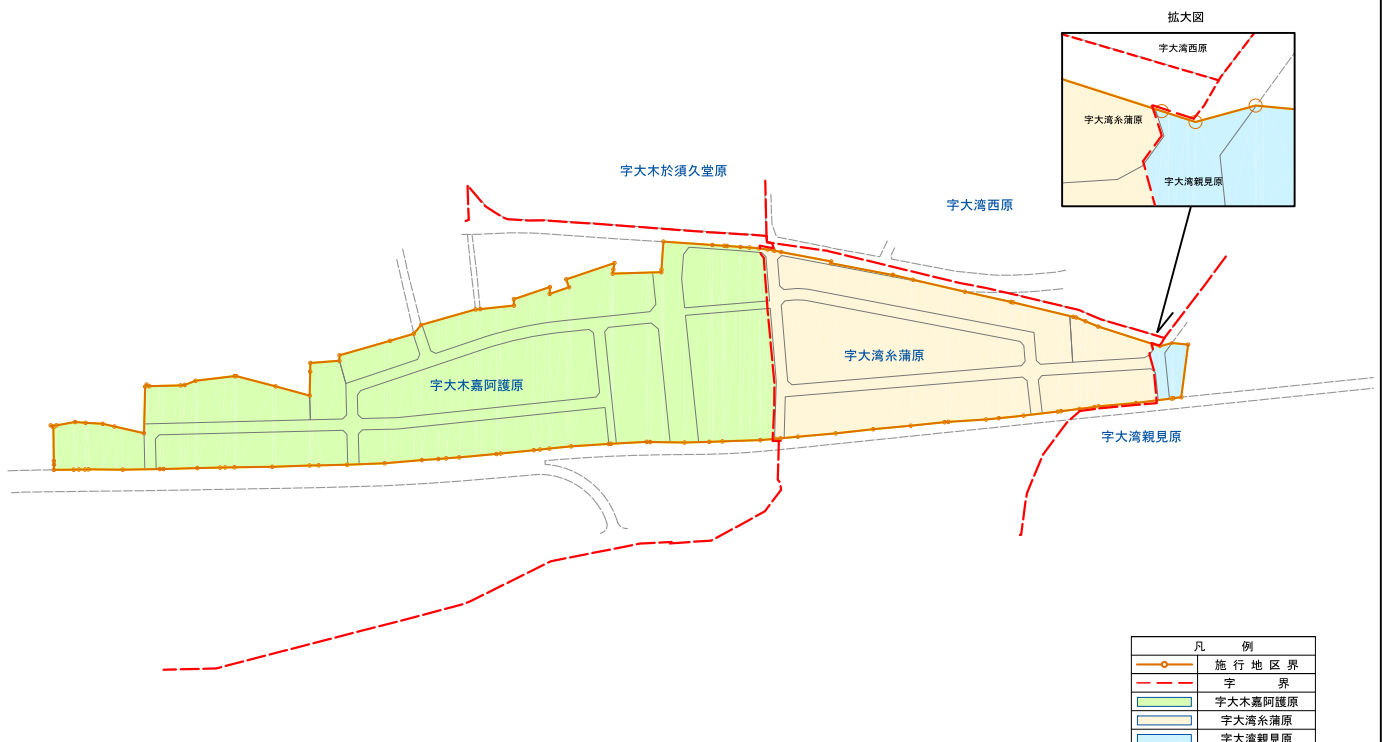 拡大図
字大湾西原
字大湾糸蒲原
字大湾親見原
字大木於須久堂原
字大湾西原
字大湾糸蒲原
字大木嘉阿護原
字大湾親見原
凡 例
施 行 地 区 界
字 界
字大木嘉阿護原
字大湾糸蒲原
字大湾親見原